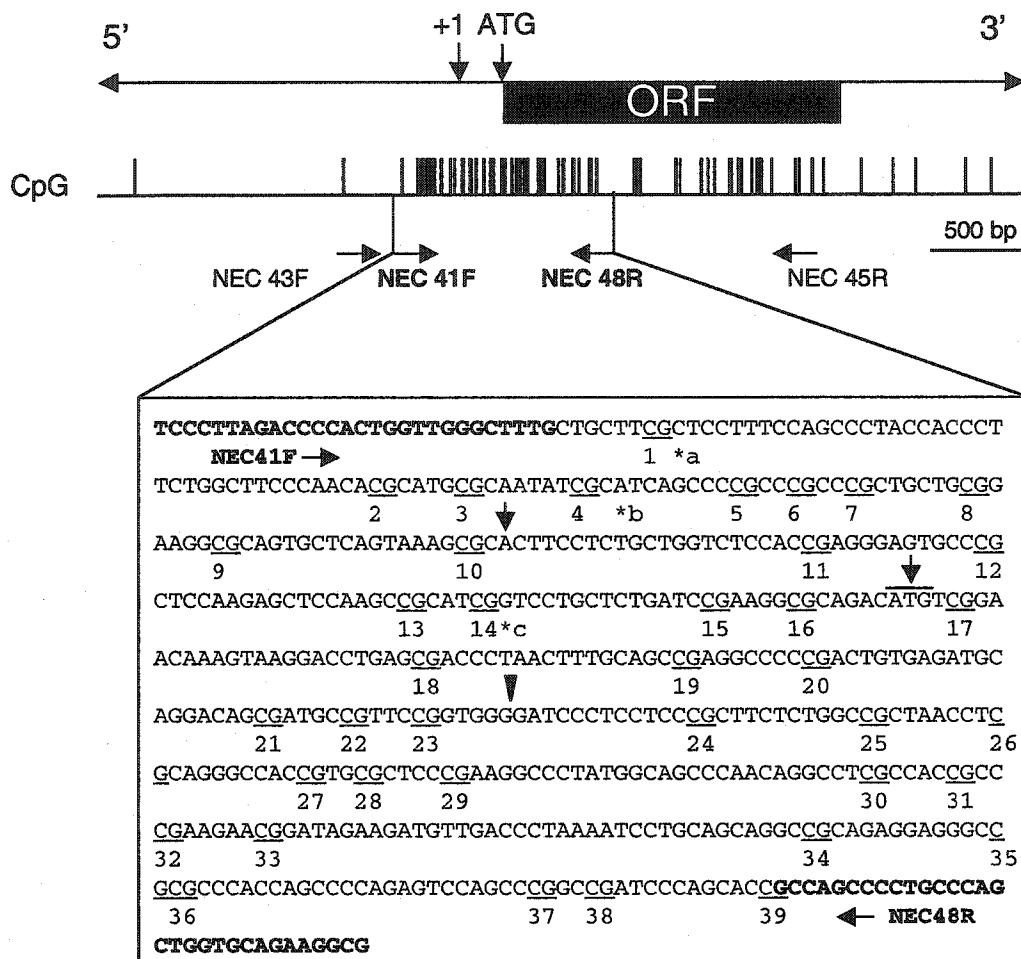 5’ +1 ATG 3’
ORF
CpG
500 bp
NEC 43F NEC 41F NEC 48R NEC 45R
TCCCTTAGACCCCACTGGTTGGGCTTTGCTGCTTCGCTCCTTTCCAGCCCTACCACCCT
NEC41F 1 *a
TCTGGCTTCCCAACACGCATGCGCAATATCGCATCAGCCCCGCCCGCCCGCTGCTGCGG
2 3 4 *b 5 6 7 8
AAGGCGCAGTGCTCAGTAAAGCGCACTTCCTCTGCTGGTCTCCACCGAGGGAGTGCCCG
9 10 11 12
CTCCAAGAGCTCCAAGCCGCATCGGTCCTGCTCTGATCCGAAGGCGCAGACATGTCGGA
13 14 *c 15 16 17
ACAAAGTAAGGACCTGAGCGACCCTAACTTTGCAGCCGAGGCCCCCGACTGTGAGATGC
18 19 20
AGGACAGCGATGCCGTTCCGGTGGGGATCCCTCCTCCCGCTTCTCTGGCCGCTAACCTC
21 22 23 24 25 26
GCAGGGCCACCGTGCGCTCCCGAAGGCCCTATGGCAGCCCAACAGGCCTCGCCACCGCC
27 28 29 30 31
CGAAGAACGGATAGAAGATGTTGACCCTAAAATCCTGCAGCAGGCCGCAGAGGAGGGCC
32 33 34 35
GCGCCCACCAGCCCCAGAGTCCAGCCCGGCCGATCCCAGCACCGCCAGCCCCTGCCCAG
36 37 38 39 NEC48R
CTGGTGCAGAAGGCG